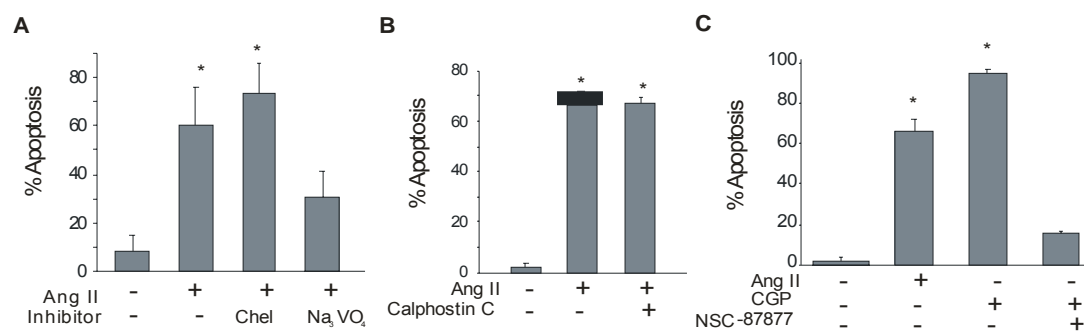 A
% Apoptosis
80
60
40
20
0
*
*
Ang II - + + +
Inhibitor - - Chel Na3VO4
B
% Apoptosis
80
60
40
20
0
*
*
Ang II - + +
Calphostin C - - +
C
% Apoptosis
100
80
60
40
20
0
*
*
Ang II - + - -
CGP - - + +
NSC-87877 - - - +